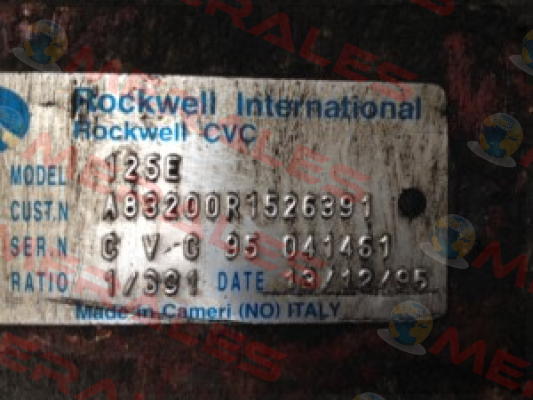 Rockwell International
Rockwell CVC
MODEL 125E
CUST.N A83200R1526391
SER.N C V C 95 041461
RATIO 1/391 DATE 13/12/95
Made in Cameri (NO) ITALY
MERALES